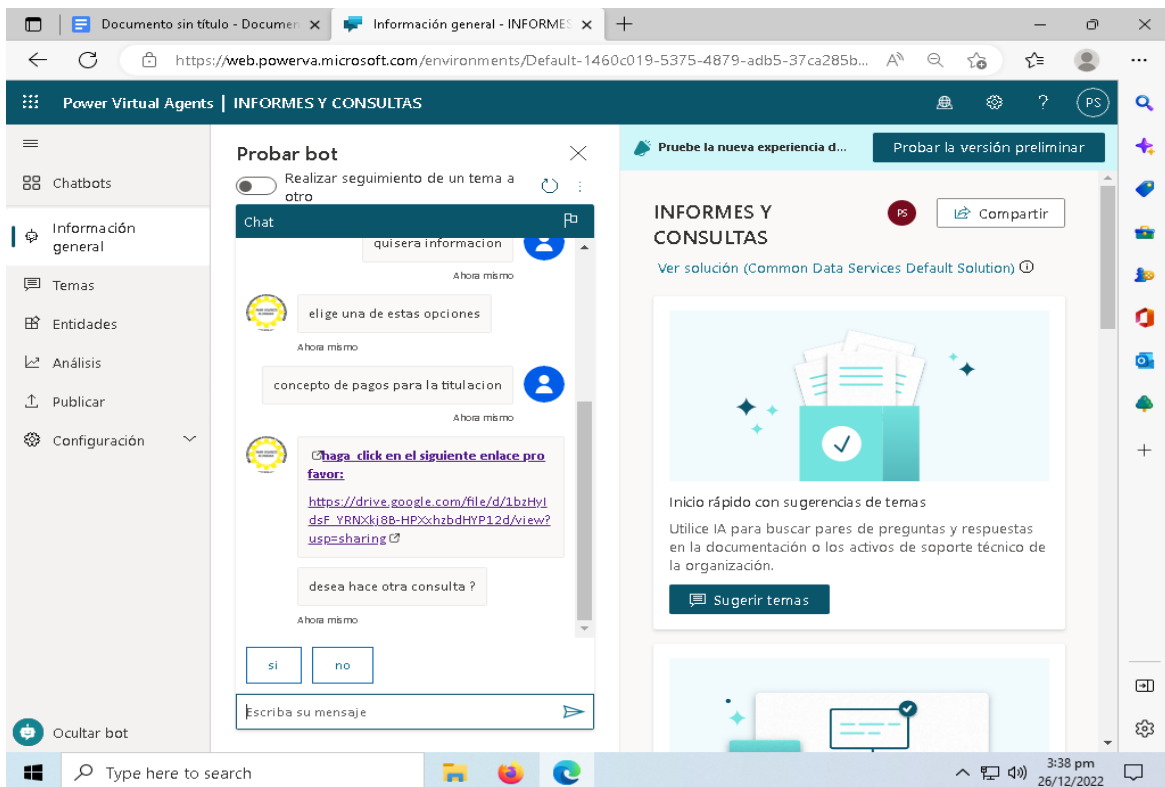 Documento sin título - Documen
Información general - INFORMES
https://web.powerva.microsoft.com/environments/Default-1460c019-5375-4879-adb5-37ca285b...
Power Virtual Agents | INFORMES Y CONSULTAS
PS
Chatbots
Información
general
Temas
Entidades
Análisis
Publicar
Configuración
Ocultar bot
Probar bot
Realizar seguimiento de un tema a
otro
Chat
quisera informacion
Ahora mismo
elige una de estas opciones
Ahora mismo
concepto de pagos para la titulacion
Ahora mismo
haga click en el siguiente enlace pro
favor:
https://drive.google.com/file/d/1bzHyI
dsF_YRNXkj8B-HPXxhzbdHYP12d/view?
usp=sharing
desea hace otra consulta ?
Ahora mismo
si
no
Escriba su mensaje
Pruebe la nueva experiencia d...
Probar la versión preliminar
INFORMES Y
CONSULTAS
PS
Compartir
Ver solución (Common Data Services Default Solution)
Inicio rápido con sugerencias de temas
Utilice IA para buscar pares de preguntas y respuestas
en la documentación o los activos de soporte técnico de
la organización.
Sugerir temas
Type here to search
3:38 pm
26/12/2022